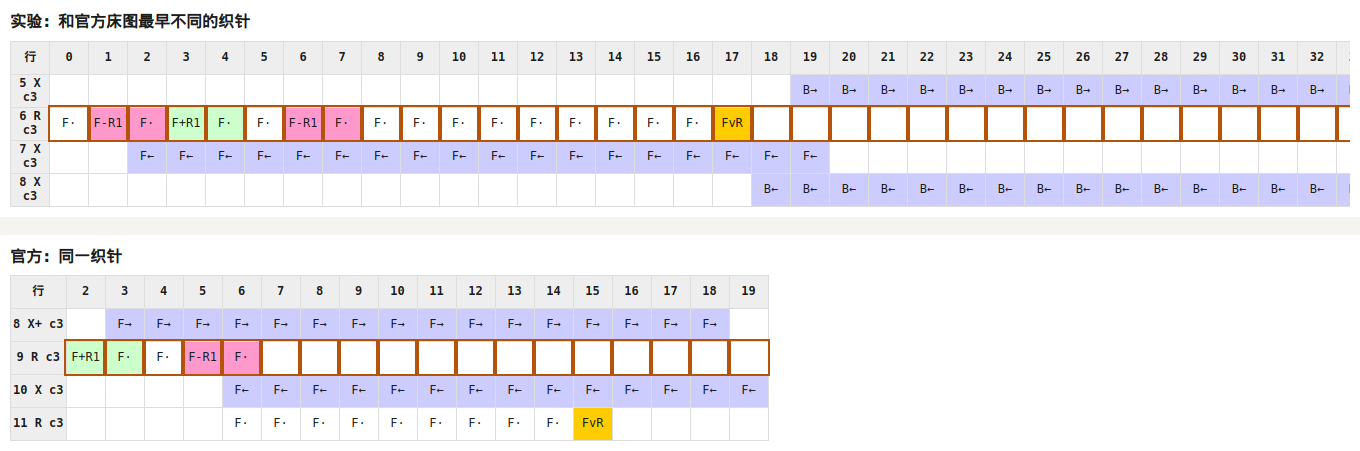 实验: 和官方床图最早不同的织针
行 0 1 2 3 4 5 6 7 8 9 10 11 12 13 14 15 16 17 18 19 20 21 22 23 24 25 26 27 28 29 30 31 32
5 X c3 B→ B→ B→ B→ B→ B→ B→ B→ B→ B→ B→ B→ B→ B→
6 R c3 F· F-R1 F· F+R1 F· F· F-R1 F· F· F· F· F· F· F· F· F· F· FvR
7 X c3 F← F← F← F← F← F← F← F← F← F← F← F← F← F← F← F← F← F←
8 X c3 B← B← B← B← B← B← B← B← B← B← B← B← B← B← B←
官方: 同一织针
行 2 3 4 5 6 7 8 9 10 11 12 13 14 15 16 17 18 19
8 X+ c3 F→ F→ F→ F→ F→ F→ F→ F→ F→ F→ F→ F→ F→ F→ F→ F→
9 R c3 F+R1 F· F· F-R1 F·
10 X c3 F← F← F← F← F← F← F← F← F← F← F← F← F← F←
11 R c3 F· F· F· F· F· F· F· F· F· FvR